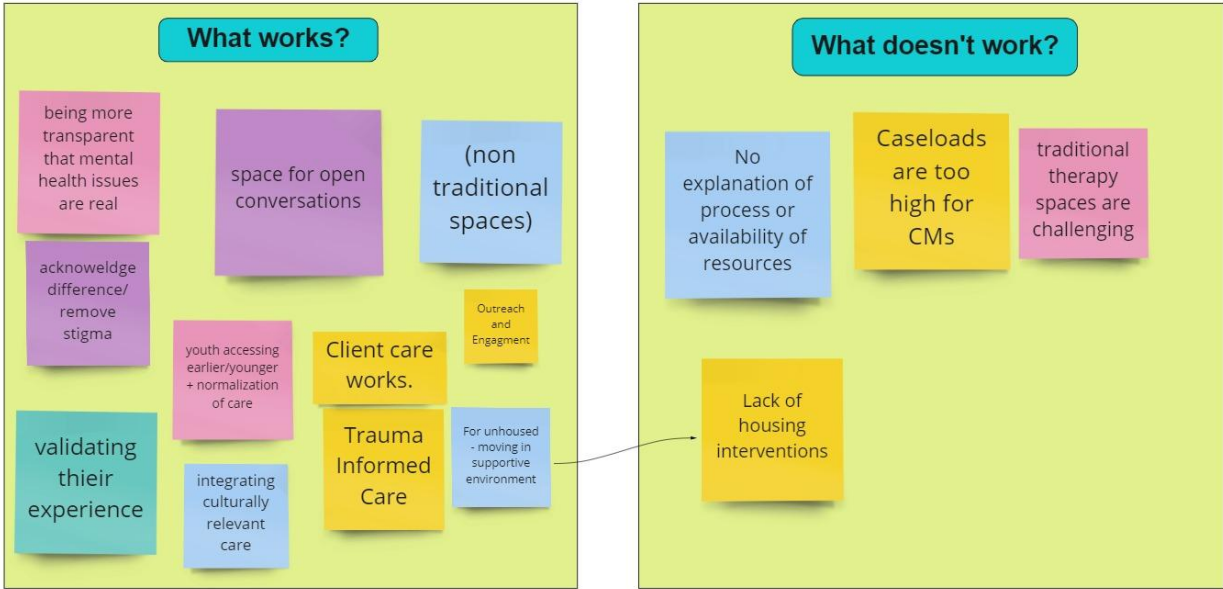 What works?
being more
transparent
that mental
health issues
are real
space for open
conversations
(non
traditional
spaces)
acknoweldge
difference/
remove
stigma
Outreach
and
Engagment
youth accessing
earlier/younger
+ normalization
of care
Client care
works.
validating
thieir
experience
integrating
culturally
relevant
care
Trauma
Informed
Care
For unhoused
- moving in
supportive
environment
What doesn't work?
No
explanation of
process or
availability of
resources
Caseloads
are too
high for
CMs
traditional
therapy
spaces are
challenging
Lack of
housing
interventions